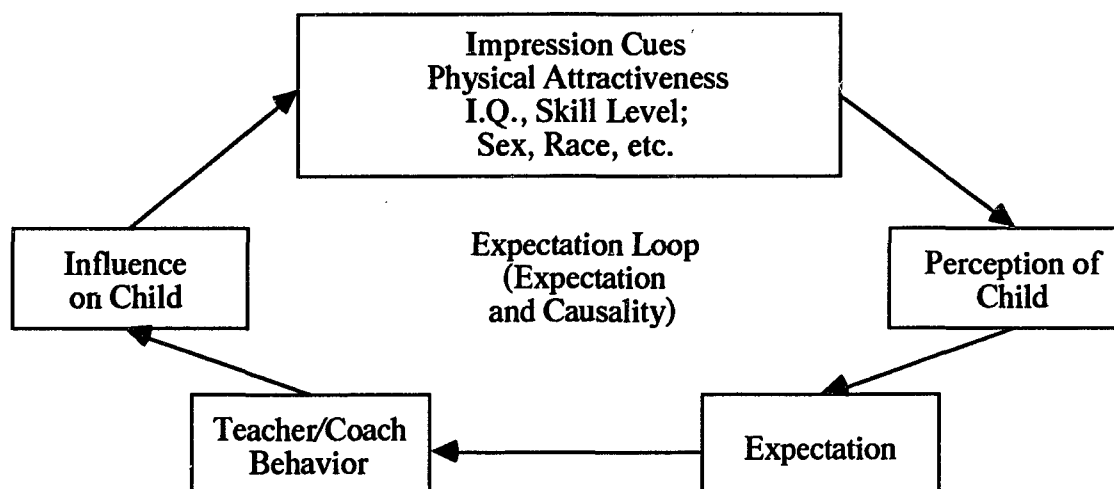 Impression Cues
Physical Attractiveness
I.Q., Skill Level;
Sex, Race, etc.
Influence
on Child
Expectation Loop
(Expectation
and Causality)
Perception of
Child
Teacher/Coach
Behavior
Expectation